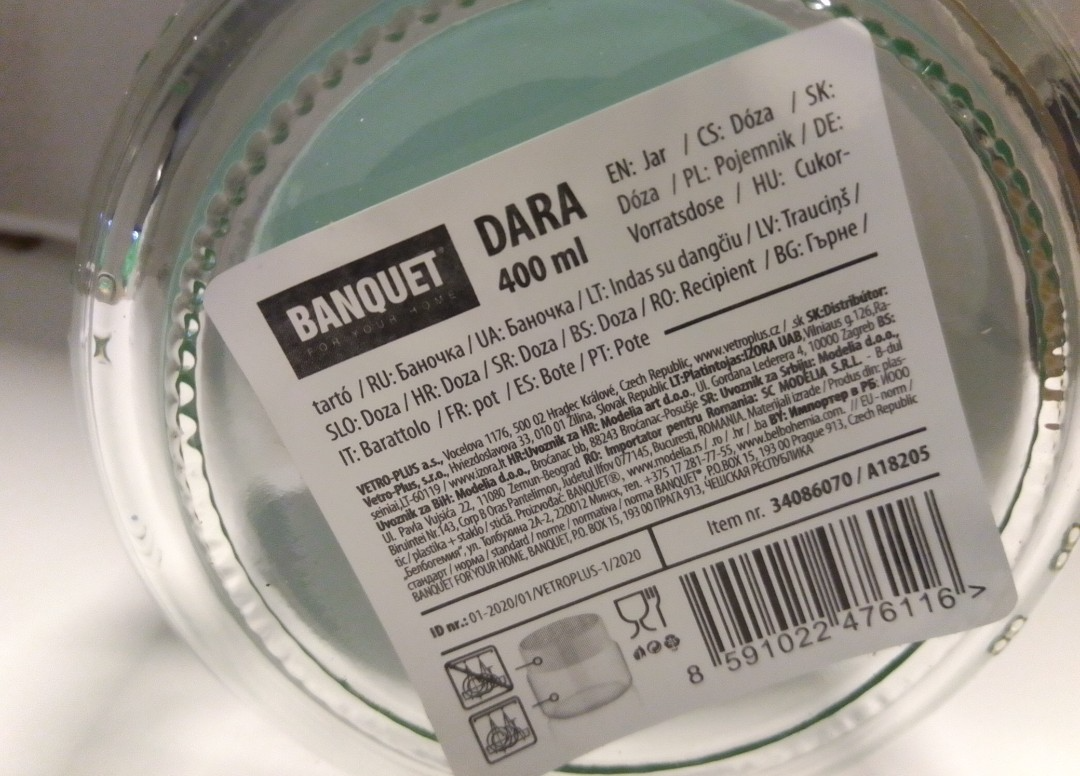 BANQUET®
FOR YOUR HOME
DARA
400 ml
EN: Jar / CS: Dóza / SK:
Dóza / PL: Pojemnik / DE:
Vorratsdose / HU: Cukor-
tartó / RU: Баночка / UA: Баночка / LT: Indas su dangčiu / LV: Trauciņš /
SLO: Doza / HR: Doza / SR: Doza / BS: Doza / RO: Recipient / BG: Гърне /
IT: Barattolo / FR: pot / ES: Bote / PT: Pote
VETRO-PLUS a.s., Vocelova 1176, 500 02 Hradec Králové, Czech Republic, www.vetroplus.cz / sk SK:Distribútor:
Vetro-Plus, s.r.o., Hviezdoslavova 33, 010 01 Žilina, Slovak Republic LT:Platintojas:IZORA UAB, Vilniaus g.126,Ra-
seiniai,LT-60119 / www.izora.lt HR:Uvoznik za HR: Modelia art d.o.o., Ul. Gordana Lederera 4, 10000 Zagreb BS:
Uvoznik za BiH: Modelia d.o.o., Bročanac bb, 88243 Bročanac-Posušje SR: Uvoznik za Srbiju: Modelia d.o.o.,
Ul. Pavla Vujisića 22, 11080 Zemun-Beograd RO: Importator pentru Romania: SC MODELIA S.R.L. - B-dul
Biruintei Nr.143, Corp B Oras Pantelimon, Judetul Ilfov 077145, Bucuresti, ROMANIA. Materijali izrade / Produs din: plas-
tic / plastika + staklo / sticlă. Proizvođač BANQUET®, www.modelia.rs / .ro / .hr / .ba BY: Импортер в РБ: ИООО
„Белбогемия“, ул. Толбухина 2А-2, 220012 Минск, тел. +375 17 281-77-55, www.belbohemia.com. // EU - norm /
стандарт / норма / standard / norme / normativa / norma BANQUET®, P.O.BOX 15, 193 00 Prague 913, Czech Republic
BANQUET FOR YOUR HOME, BANQUET, P.O. BOX 15, 193 00 ПРАГА 913, ЧЕШСКАЯ РЕСПУБЛИКА
ID nr.: 01-2020/01/VETROPLUS-1/2020
Item nr. 34086070 / A18205
8 591022 476116 >